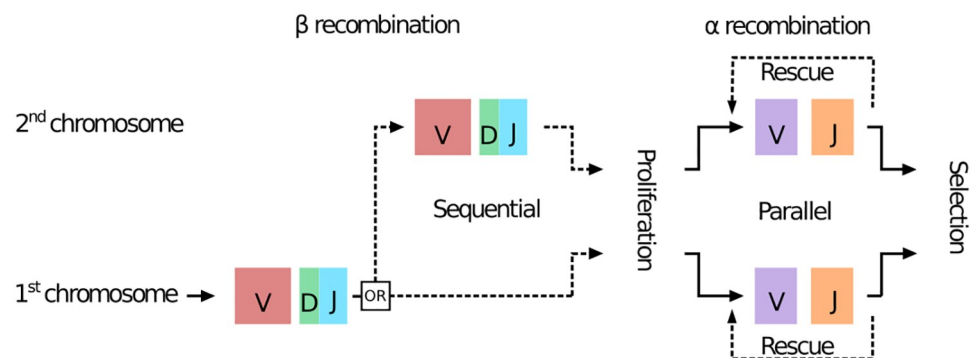 β recombination
α recombination
Rescue
2nd chromosome
V D J
V J
Sequential
Proliferation
Parallel
Selection
1st chromosome
V D J
OR
V J
Rescue